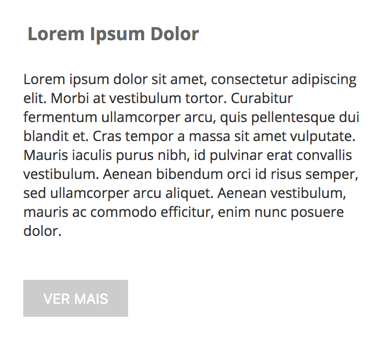 Lorem Ipsum Dolor
Lorem ipsum dolor sit amet, consectetur adipiscing
elit. Morbi at vestibulum tortor. Curabitur
fermentum ullamcorper arcu, quis pellentesque dui
blandit et. Cras tempor a massa sit amet vulputate.
Mauris iaculis purus nibh, id pulvinar erat convallis
vestibulum. Aenean bibendum orci id risus semper,
sed ullamcorper arcu aliquet. Aenean vestibulum,
mauris ac commodo efficitur, enim nunc posuere
dolor.
VER MAIS